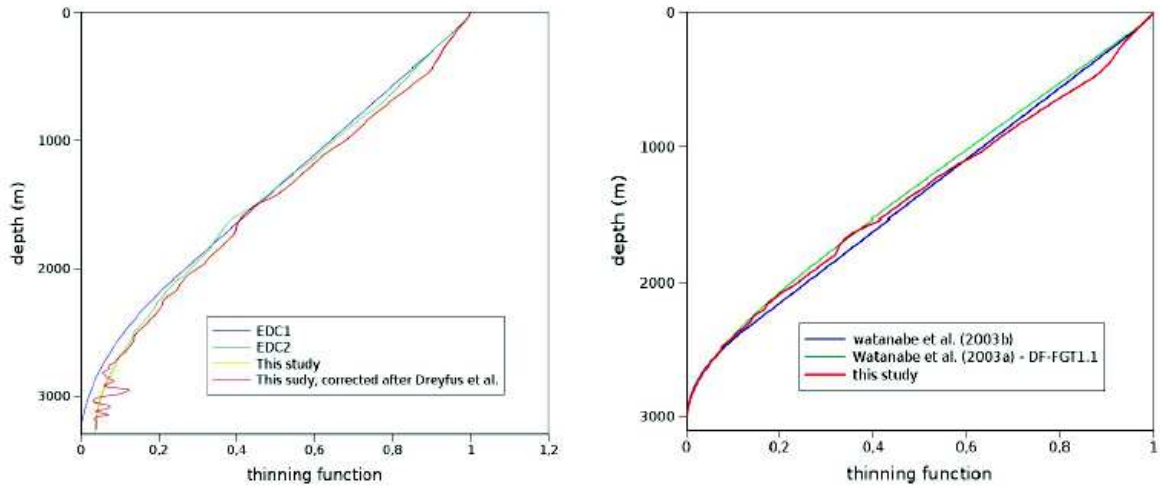 0
1000
2000
3000
depth (m)
EDC1
EDC2
This study
This sudy, corrected after Dreyfus et al.
0
0,2
0,4
0,6
0,8
1
1,2
thinning function
0
1000
2000
3000
depth (m)
watanabe et al. (2003b)
Watanabe et al. (2003a) - DF-FGT1.1
this study
0
0,2
0,4
0,6
0,8
1
thinning function